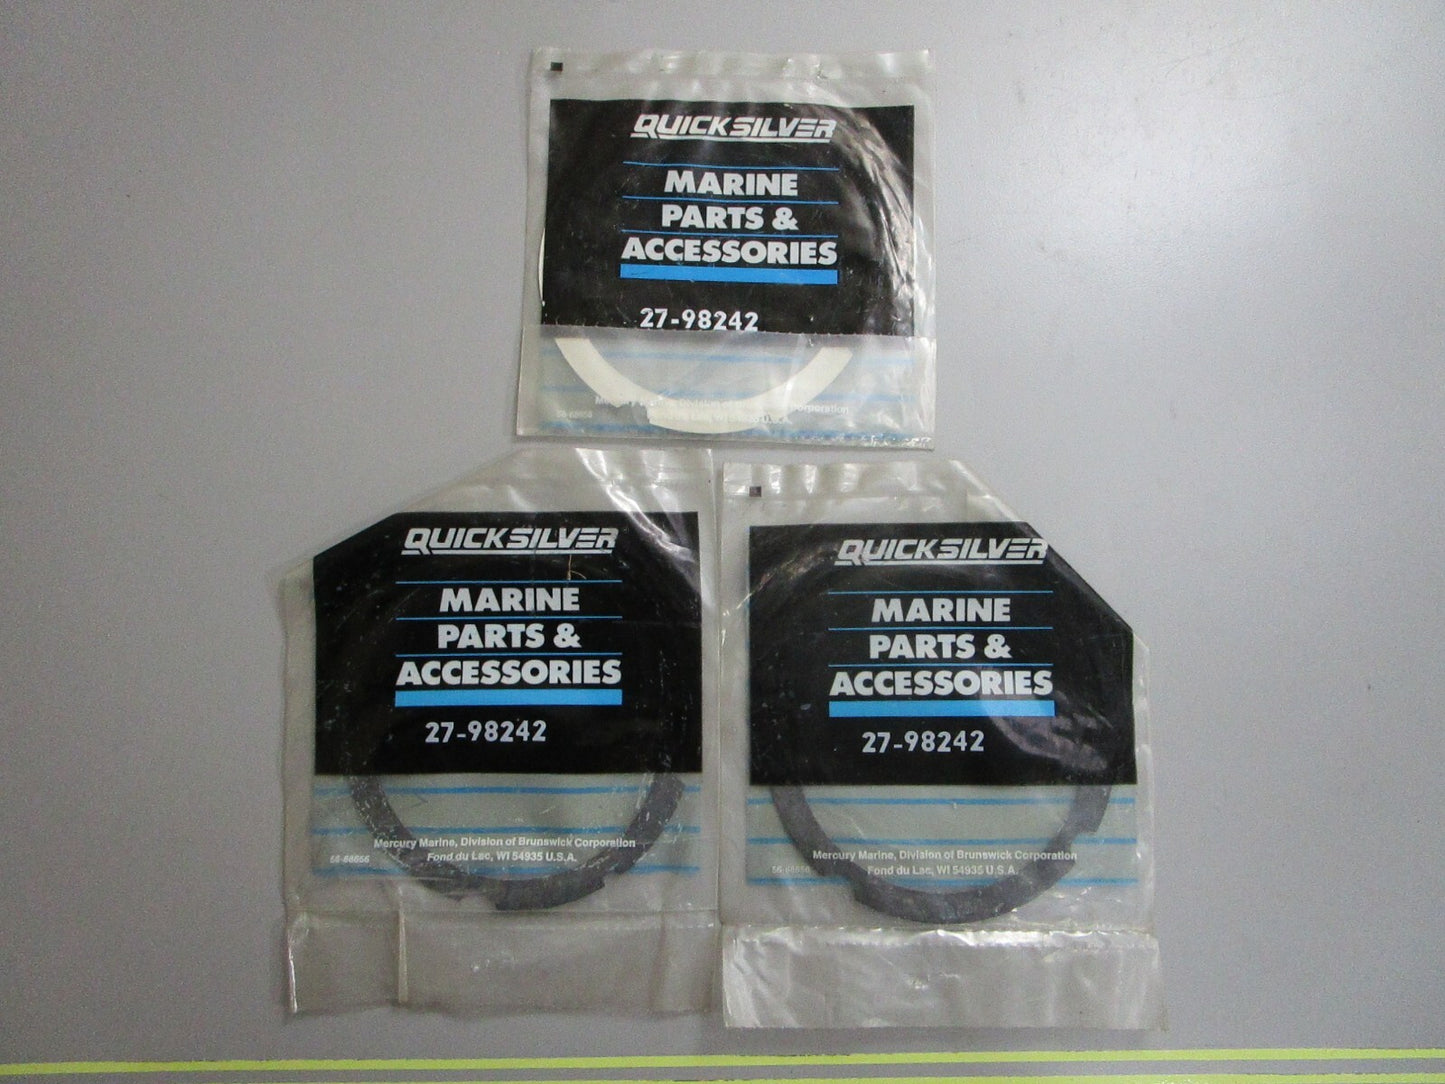 QUICKSILVER
MARINE
PARTS &
ACCESSORIES
27-98242
Corporation
QUICKSILVER
MARINE
PARTS &
ACCESSORIES
27-98242
Mercury Marine, Division of Brunswick Corporation
Fond du Lac, WI 54935 U.S.A.
QUICKSILVER
MARINE
PARTS &
ACCESSORIES
27-98242
Mercury Marine, Division of Brunswick Corporation
Fond du Lac, WI 54935 U.S.A.